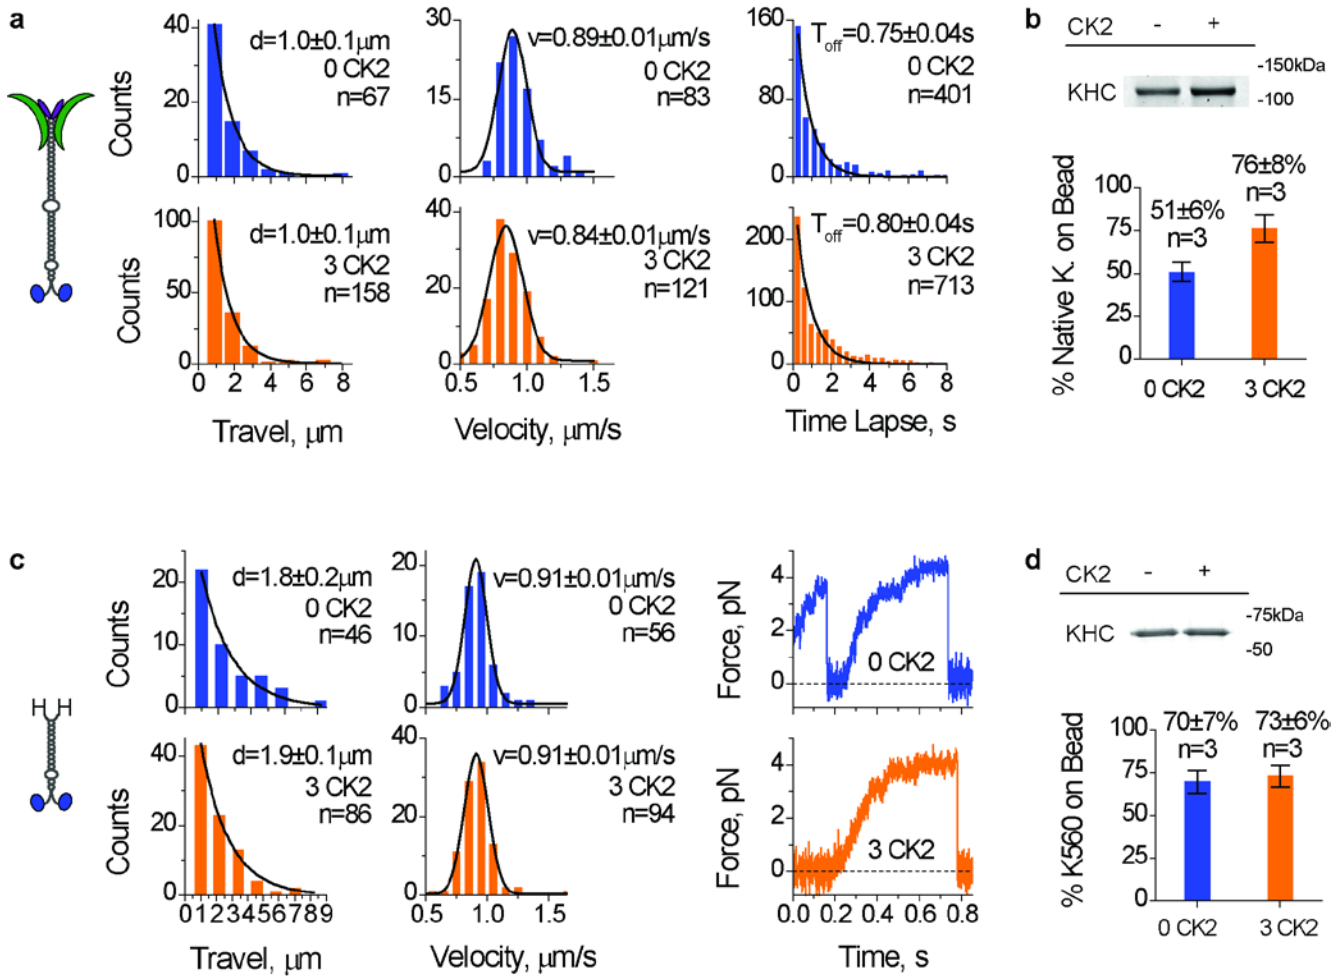 a
40
20
0
Counts
d=1.0±0.1μm
0 CK2
n=67
30
15
0
v=0.89±0.01μm/s
0 CK2
n=83
160
80
0
Toff=0.75±0.04s
0 CK2
n=401
100
50
0
Counts
d=1.0±0.1μm
3 CK2
n=158
0 2 4 6 8
Travel, μm
40
20
0
v=0.84±0.01μm/s
3 CK2
n=121
0.5 1.0 1.5
Velocity, μm/s
200
100
0
Toff=0.80±0.04s
3 CK2
n=713
0 2 4 6 8
Time Lapse, s
b
CK2 - +
-150kDa
KHC
-100
% Native K. on Bead
100
75
50
25
0
51±6%
n=3
76±8%
n=3
0 CK2 3 CK2
c
H H
20
10
0
Counts
d=1.8±0.2μm
0 CK2
n=46
20
10
0
v=0.91±0.01μm/s
0 CK2
n=56
4
2
0
Force, pN
0 CK2
40
20
0
Counts
d=1.9±0.1μm
3 CK2
n=86
0 1 2 3 4 5 6 7 8 9
Travel, μm
40
20
0
v=0.91±0.01μm/s
3 CK2
n=94
0.5 1.0 1.5
Velocity, μm/s
4
2
0
Force, pN
3 CK2
0.0 0.2 0.4 0.6 0.8
Time, s
d
CK2 - +
-75kDa
KHC
-50
% K560 on Bead
100
75
50
25
0
70±7%
n=3
73±6%
n=3
0 CK2 3 CK2